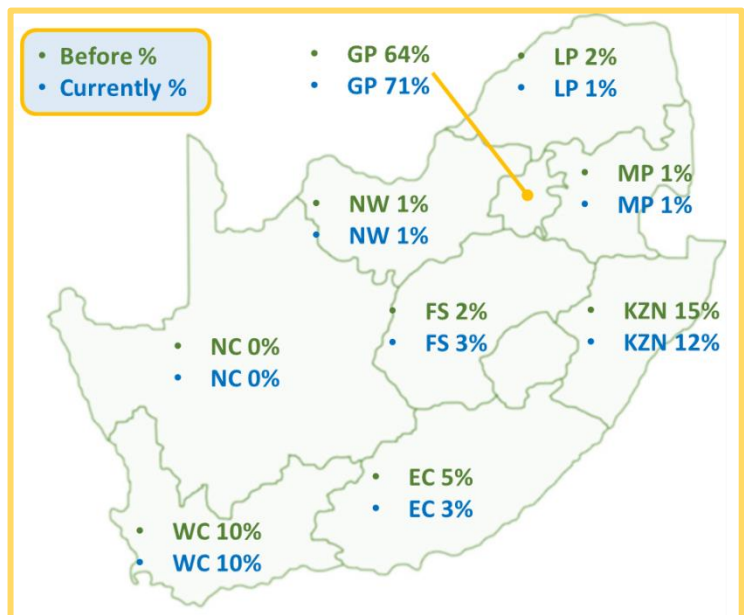 • Before %
• Currently %
• GP 64%
• GP 71%
• LP 2%
• LP 1%
• MP 1%
• MP 1%
• NW 1%
• NW 1%
• FS 2%
• FS 3%
• KZN 15%
• KZN 12%
• NC 0%
• NC 0%
• EC 5%
• EC 3%
• WC 10%
• WC 10%